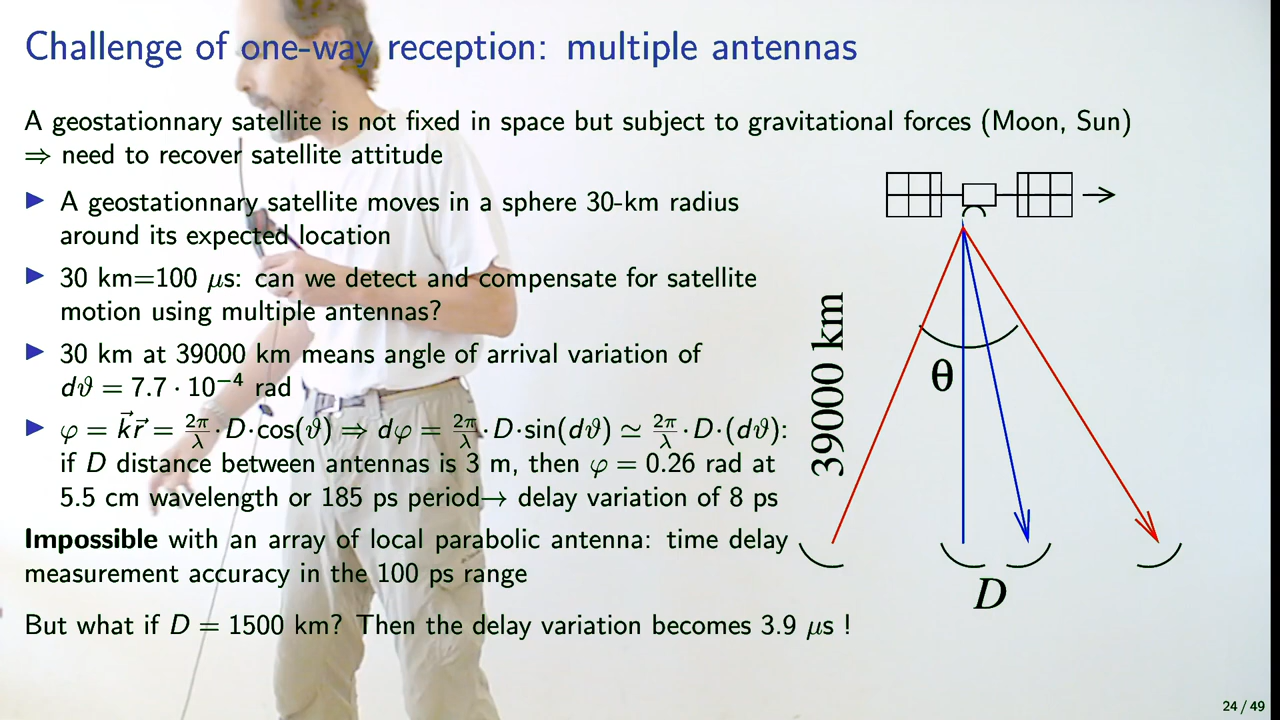 Challenge of one-way reception: multiple antennas
A geostationnary satellite is not fixed in space but subject to gravitational forces (Moon, Sun)
⇒ need to recover satellite attitude
▶ A geostationnary satellite moves in a sphere 30-km radius
around its expected location
▶ 30 km=100 μs: can we detect and compensate for satellite
motion using multiple antennas?
▶ 30 km at 39000 km means angle of arrival variation of
dϑ = 7.7 · 10⁻⁴ rad
▶ φ = k⃗r⃗ = 2π/λ · D·cos(ϑ) ⇒ dφ = 2π/λ · D·sin(dϑ) ≃ 2π/λ · D·(dϑ):
if D distance between antennas is 3 m, then φ = 0.26 rad at
5.5 cm wavelength or 185 ps period→ delay variation of 8 ps
Impossible with an array of local parabolic antenna: time delay
measurement accuracy in the 100 ps range
But what if D = 1500 km? Then the delay variation becomes 3.9 μs !
39000 km
θ
D
24 / 49